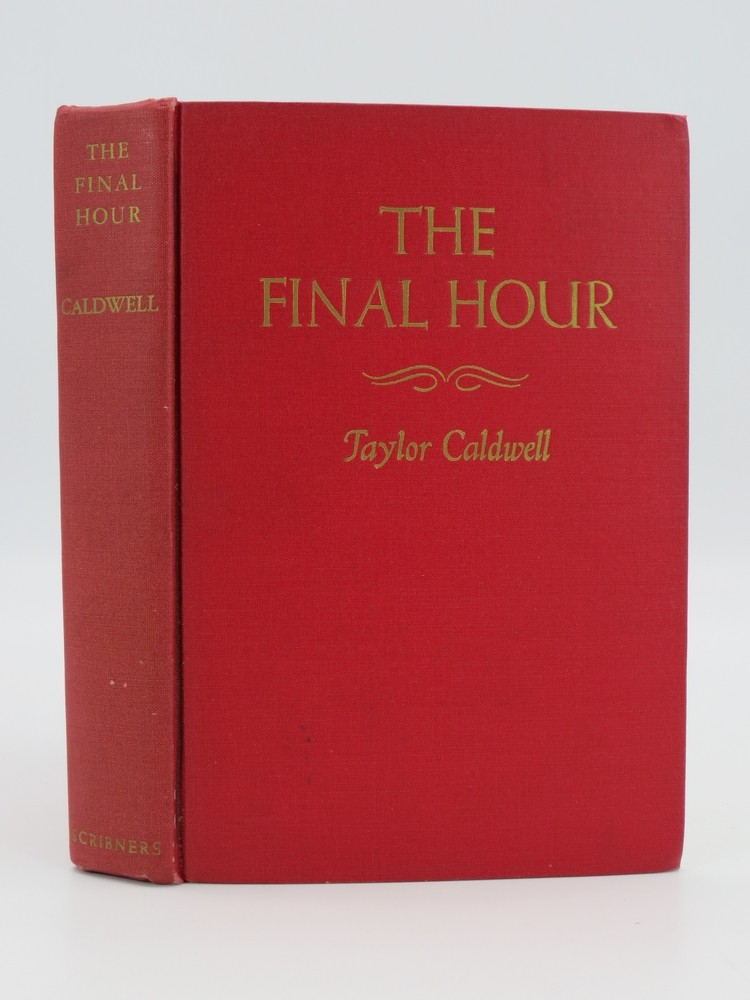 THE
FINAL
HOUR
CALDWELL
SCRIBNERS
THE
FINAL HOUR
Taylor Caldwell